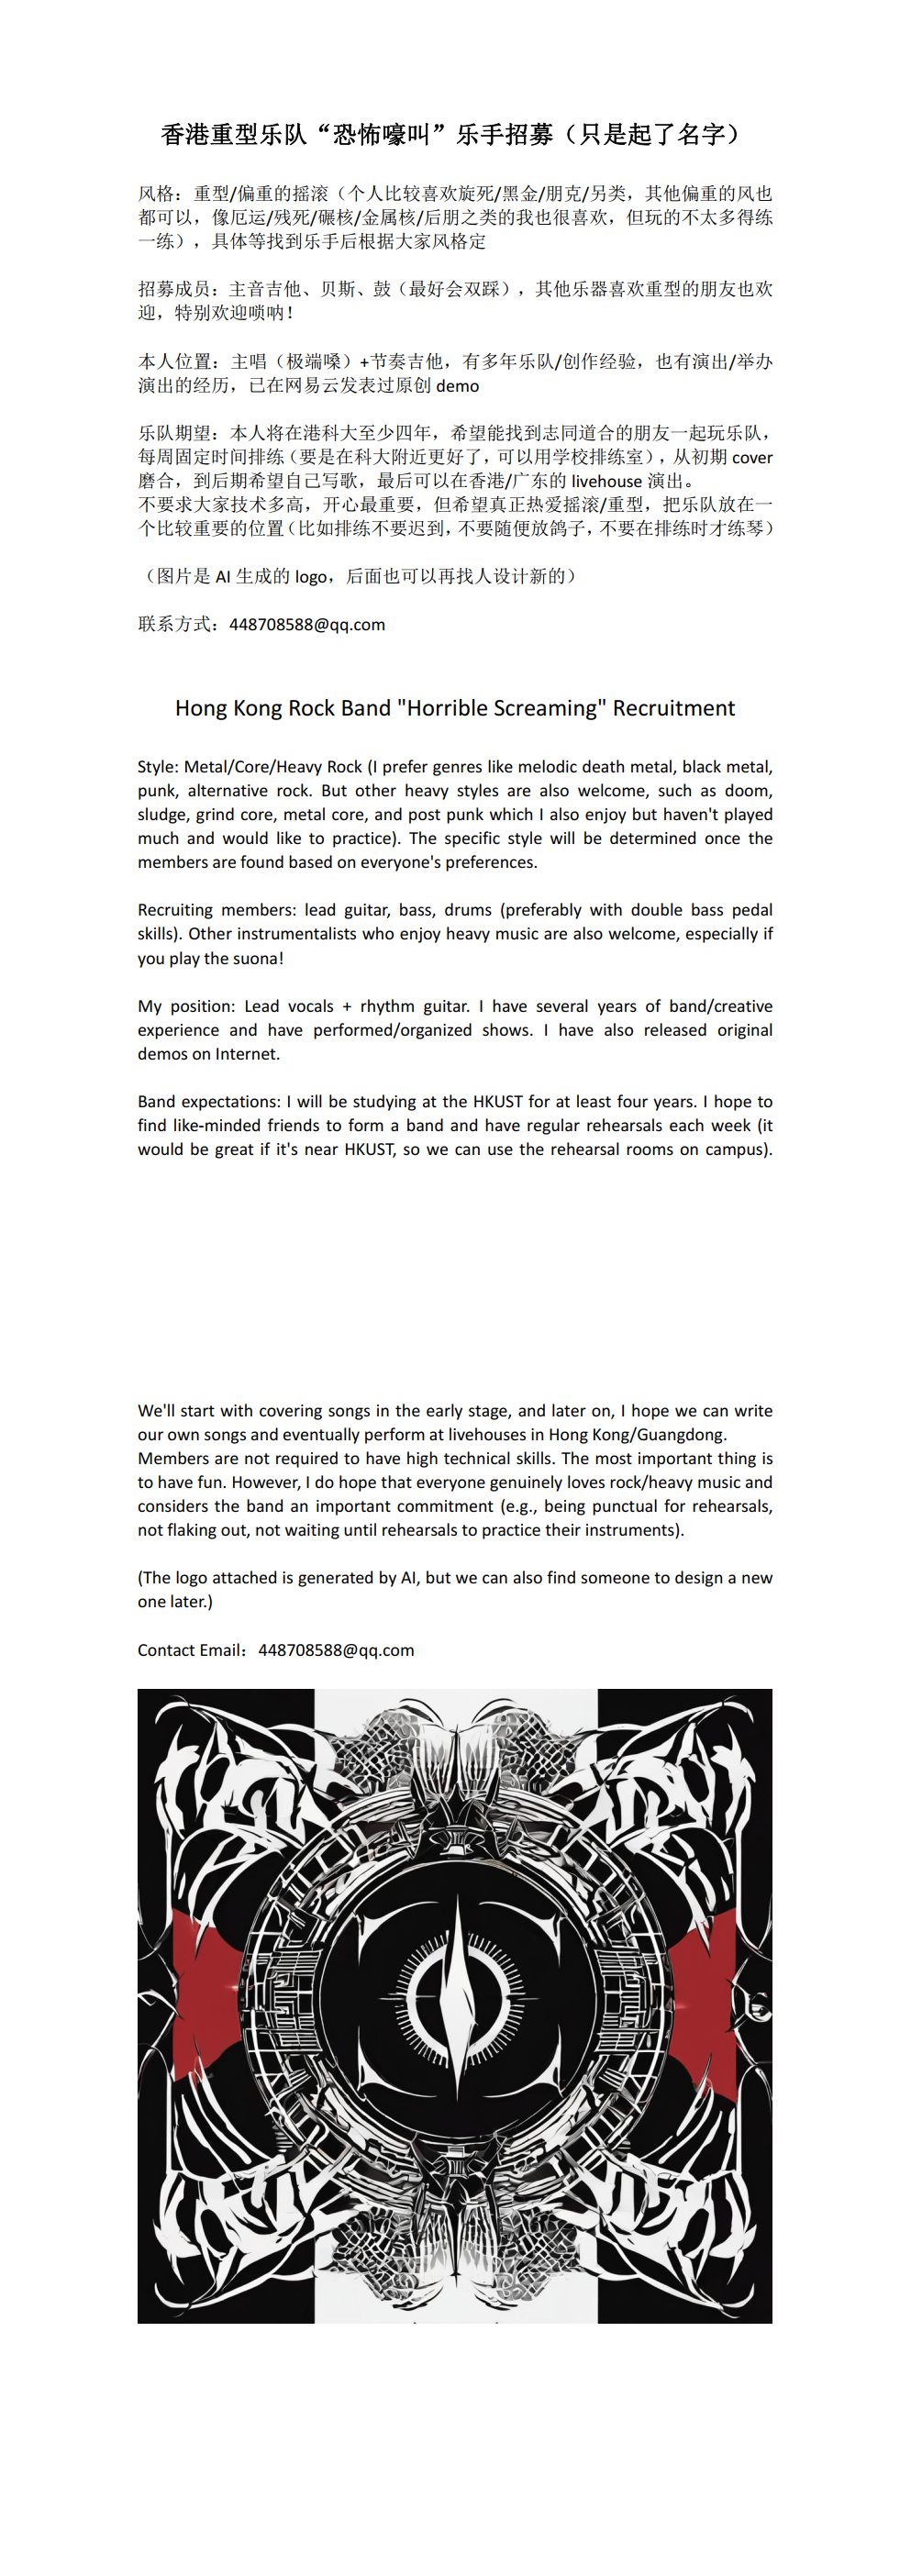 香港重型乐队“恐怖嚎叫”乐手招募（只是起了名字）
风格：重型/偏重的摇滚（个人比较喜欢旋死/黑金/朋克/另类，其他偏重的风也
都可以，像厄运/残死/碾核/金属核/后朋之类的我也很喜欢，但玩的不太多得练
一练），具体等找到乐手后根据大家风格定
招募成员：主音吉他、贝斯、鼓（最好会双踩），其他乐器喜欢重型的朋友也欢
迎，特别欢迎唢呐！
本人位置：主唱（极端嗓）+节奏吉他，有多年乐队/创作经验，也有演出/举办
演出的经历，已在网易云发表过原创 demo
乐队期望：本人将在港科大至少四年，希望能找到志同道合的朋友一起玩乐队，
每周固定时间排练（要是在科大附近更好了，可以用学校排练室），从初期 cover
磨合，到后期希望自己写歌，最后可以在香港/广东的 livehouse 演出。
不要求大家技术多高，开心最重要，但希望真正热爱摇滚/重型，把乐队放在一
个比较重要的位置（比如排练不要迟到，不要随便放鸽子，不要在排练时才练琴）
（图片是 AI 生成的 logo，后面也可以再找人设计新的）
联系方式：448708588@qq.com
Hong Kong Rock Band "Horrible Screaming" Recruitment
Style: Metal/Core/Heavy Rock (I prefer genres like melodic death metal, black metal,
punk, alternative rock. But other heavy styles are also welcome, such as doom,
sludge, grind core, metal core, and post punk which I also enjoy but haven't played
much and would like to practice). The specific style will be determined once the
members are found based on everyone's preferences.
Recruiting members: lead guitar, bass, drums (preferably with double bass pedal
skills). Other instrumentalists who enjoy heavy music are also welcome, especially if
you play the suona!
My position: Lead vocals + rhythm guitar. I have several years of band/creative
experience and have performed/organized shows. I have also released original
demos on Internet.
Band expectations: I will be studying at the HKUST for at least four years. I hope to
find like-minded friends to form a band and have regular rehearsals each week (it
would be great if it's near HKUST, so we can use the rehearsal rooms on campus).
We'll start with covering songs in the early stage, and later on, I hope we can write
our own songs and eventually perform at livehouses in Hong Kong/Guangdong.
Members are not required to have high technical skills. The most important thing is
to have fun. However, I do hope that everyone genuinely loves rock/heavy music and
considers the band an important commitment (e.g., being punctual for rehearsals,
not flaking out, not waiting until rehearsals to practice their instruments).
(The logo attached is generated by AI, but we can also find someone to design a new
one later.)
Contact Email：448708588@qq.com